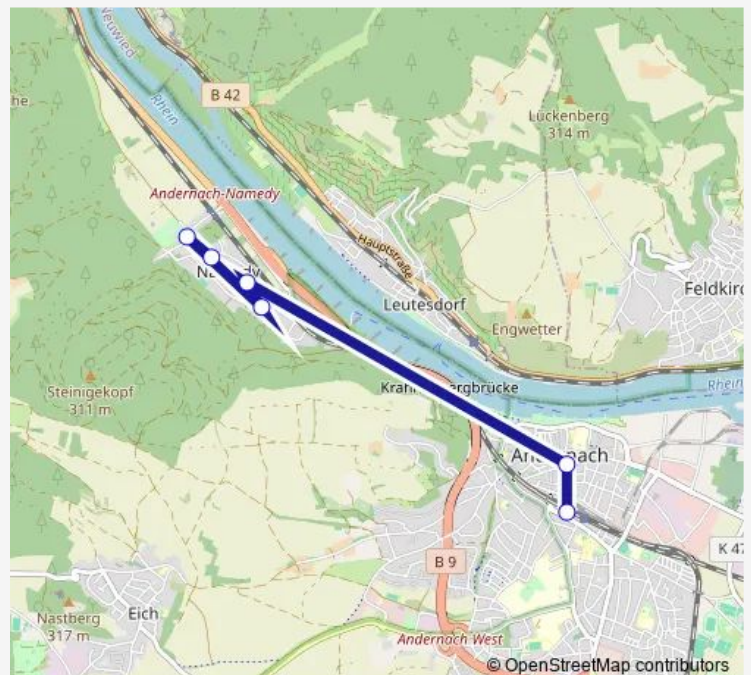 Neuwied
Rhein
B 42
Lückenberg
314 m
Andernach-Namedy
Hauptstraße
Leutesdorf
Feldkirc
Engwetter
Steinigekopf
311 m
Rhein
B 9
K 47
Eich
Nastberg
317 m
Andernach West
© OpenStreetMap contributors